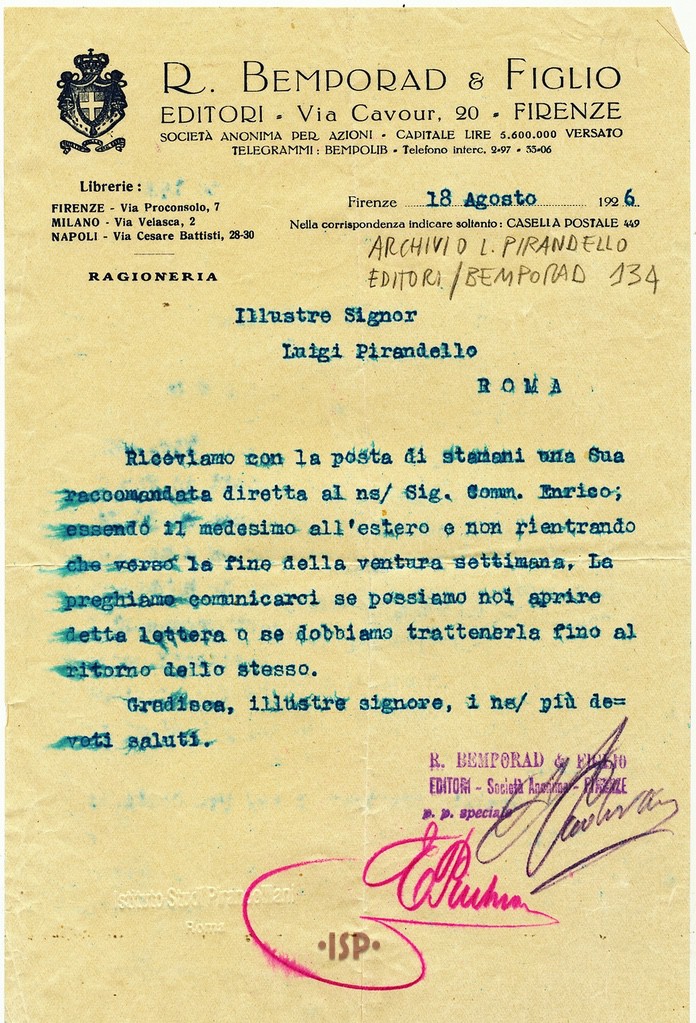 R. BEMPORAD & FIGLIO
EDITORI - Via Cavour, 20 - FIRENZE
SOCIETÀ ANONIMA PER AZIONI - CAPITALE LIRE 5.600.000 VERSATO
TELEGRAMMI: BEMPOLIB - Telefono interc. 2-97 - 35-06
Librerie:
FIRENZE - Via Proconsolo, 7
MILANO - Via Velasca, 2
NAPOLI - Via Cesare Battisti, 28-30
RAGIONERIA
Firenze 18 Agosto 1926.
Nella corrispondenza indicare soltanto: CASELLA POSTALE 449
ARCHIVIO L. PIRANDELLO
EDITORI/BEMPORAD 134
Illustre Signor
Luigi Pirandello
ROMA
Riceviamo con la posta di stamani una Sua
raccomandata diretta al ns/ Sig. Comm. Enrico;
essendo il medesimo all'estero e non rientrando
che verso la fine della ventura settimana, La
preghiamo comunicarci se possiamo noi aprire
detta lettera o se dobbiamo trattenerla fino al
ritorno dello stesso.
Gradisca, illustre signore, i ns/ più de=
voti saluti.
R. BEMPORAD & FIGLIO
EDITORI - Società Anonima - FIRENZE
p. p. speciale
Istituto Studi Pirandelliani
Roma
·ISP·